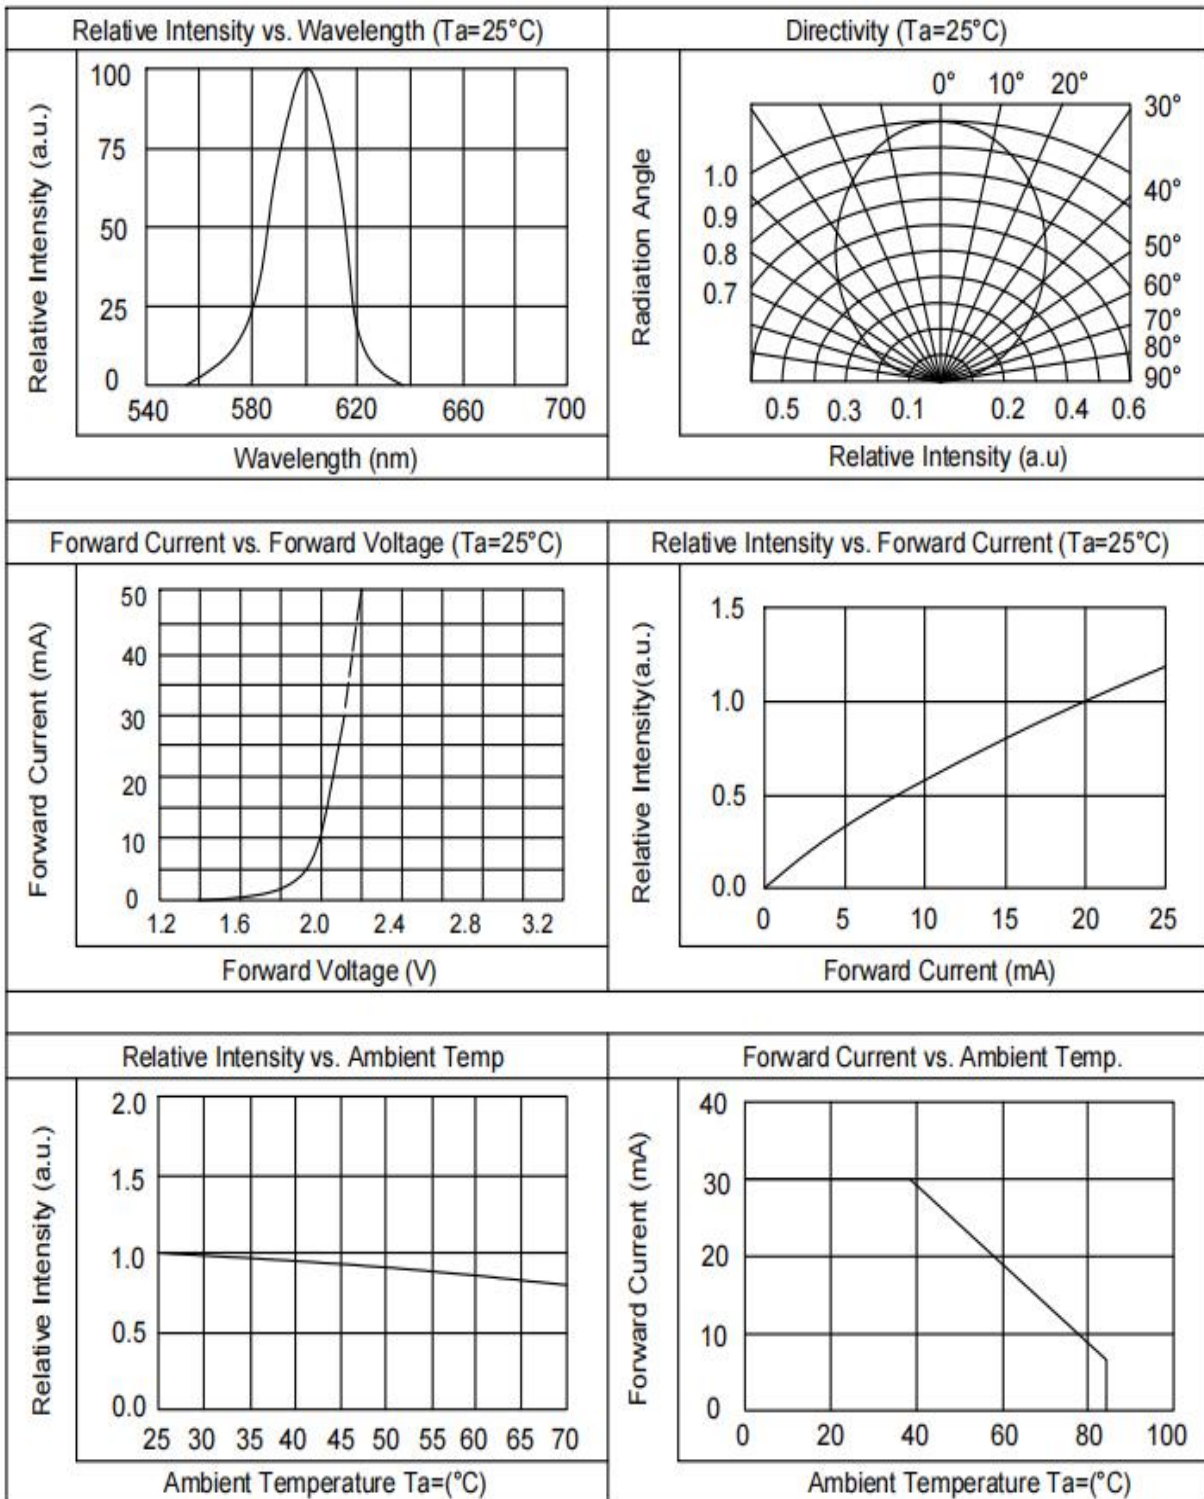 Relative Intensity vs. Wavelength (Ta=25°C)
Relative Intensity (a.u.)
100
75
50
25
0
540 580 620 660 700
Wavelength (nm)
Directivity (Ta=25°C)
Radiation Angle
0° 10° 20°
30°
40°
50°
60°
70°
80°
90°
1.0
0.9
0.8
0.7
0.5 0.3 0.1 0.2 0.4 0.6
Relative Intensity (a.u)
Forward Current vs. Forward Voltage (Ta=25°C)
Forward Current (mA)
50
40
30
20
10
0
1.2 1.6 2.0 2.4 2.8 3.2
Forward Voltage (V)
Relative Intensity vs. Forward Current (Ta=25°C)
Relative Intensity(a.u.)
1.5
1.0
0.5
0.0
0 5 10 15 20 25
Forward Current (mA)
Relative Intensity vs. Ambient Temp
Relative Intensity (a.u.)
2.0
1.5
1.0
0.5
0.0
25 30 35 40 45 50 55 60 65 70
Ambient Temperature Ta=(°C)
Forward Current vs. Ambient Temp.
Forward Current (mA)
40
30
20
10
0
0 20 40 60 80 100
Ambient Temperature Ta=(°C)